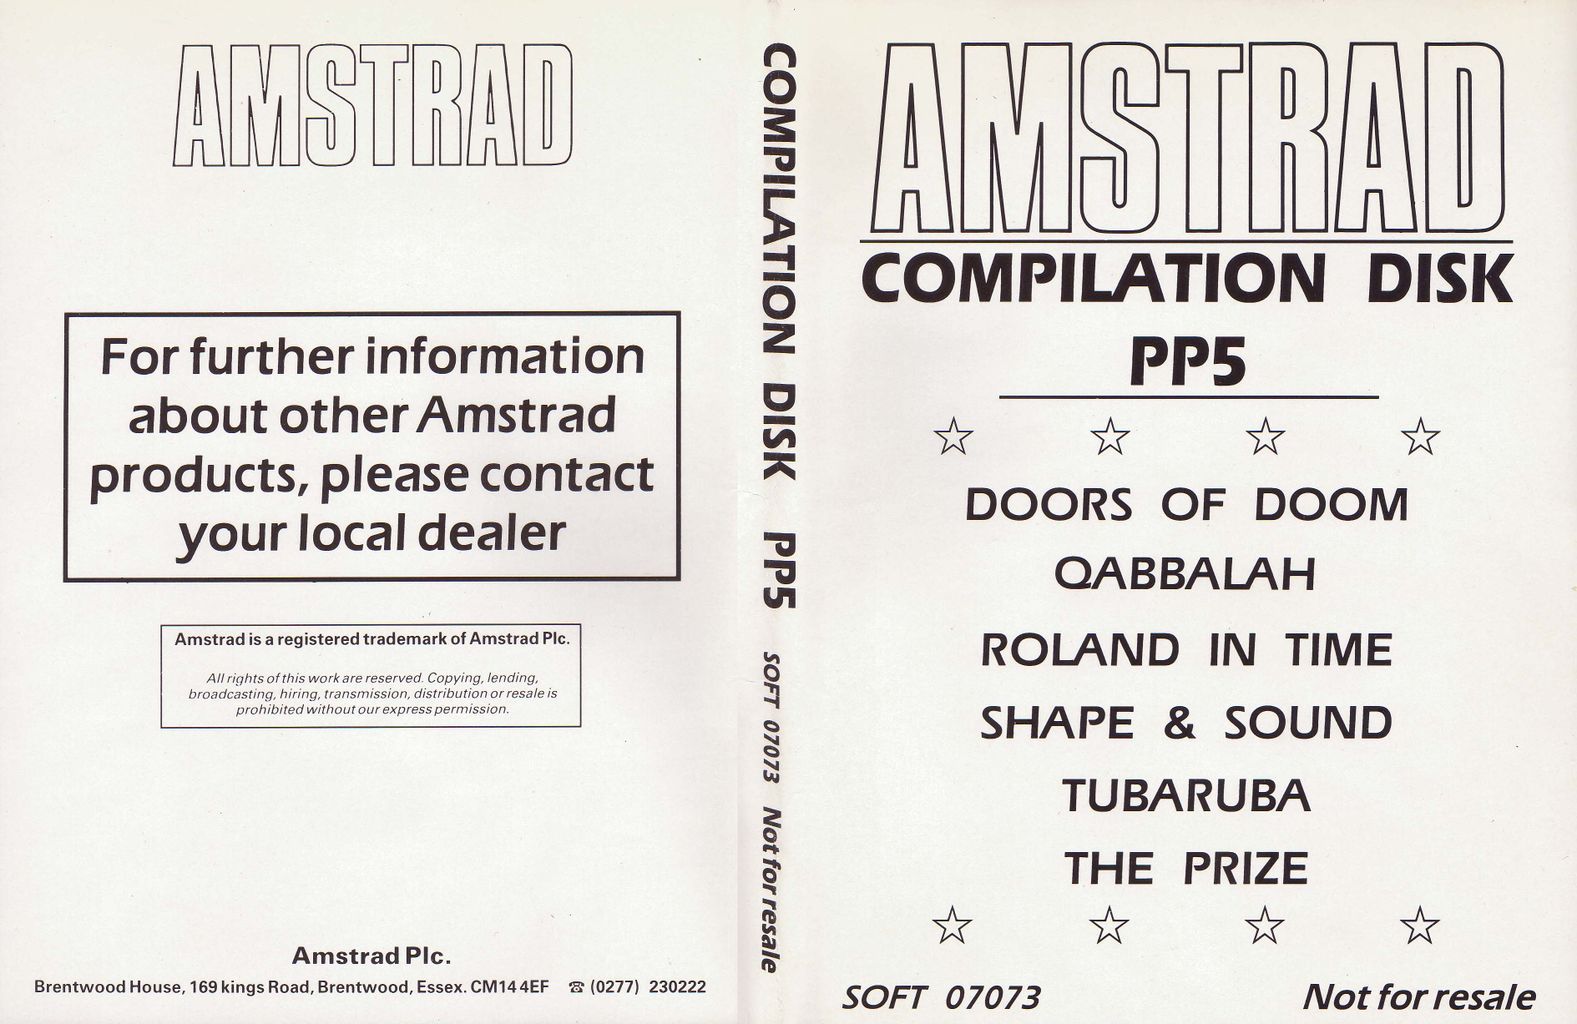 AMSTRAD
For further information
about other Amstrad
products, please contact
your local dealer
Amstrad is a registered trademark of Amstrad Plc.
All rights of this work are reserved. Copying, lending,
broadcasting, hiring, transmission, distribution or resale is
prohibited without our express permission.
Amstrad Plc.
Brentwood House, 169 kings Road, Brentwood, Essex. CM14 4EF ☎ (0277) 230222
COMPILATION DISK PP5 SOFT 07073 Not for resale
AMSTRAD
COMPILATION DISK
PP5
DOORS OF DOOM
QABBALAH
ROLAND IN TIME
SHAPE & SOUND
TUBARUBA
THE PRIZE
SOFT 07073 Not for resale